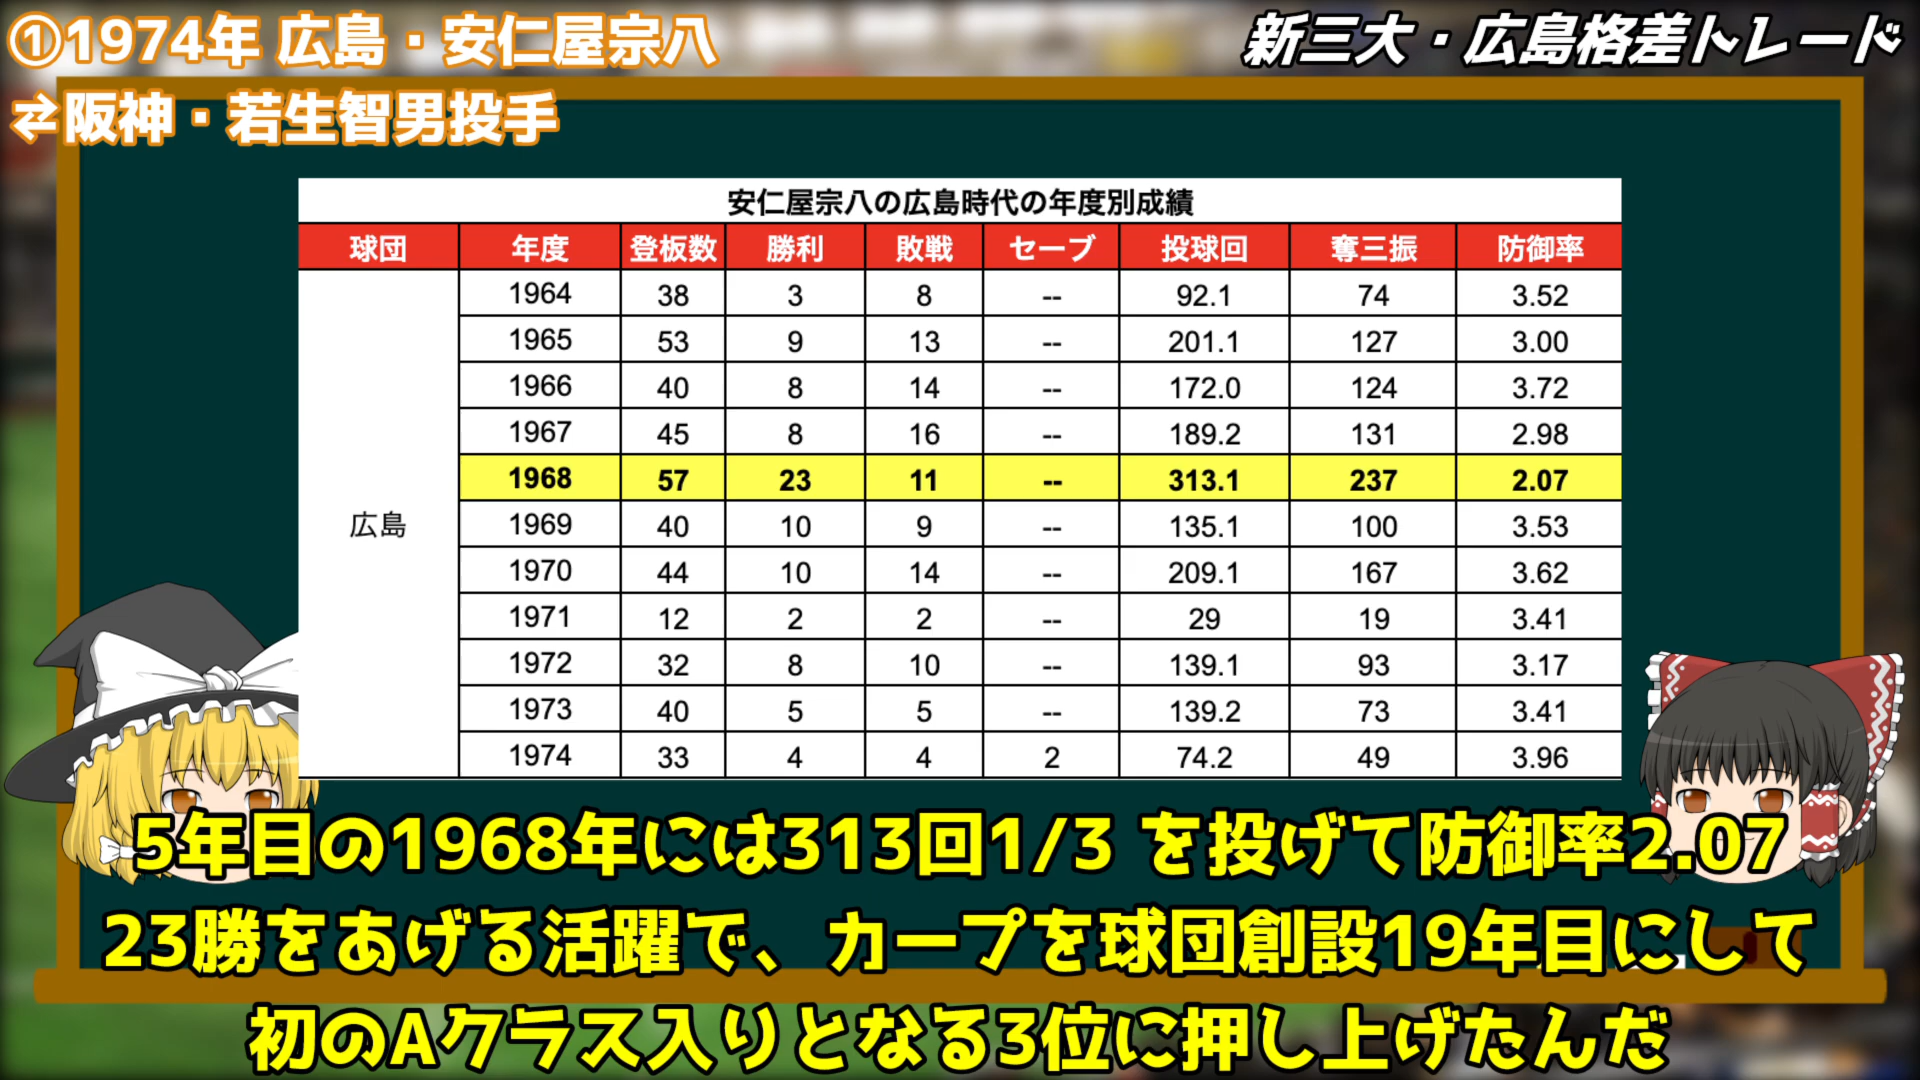 ①1974年 広島・安仁屋宗八
⇄阪神・若生智男投手
新三大・広島格差トレード
安仁屋宗八の広島時代の年度別成績
球団 年度 登板数 勝利 敗戦 セーブ 投球回 奪三振 防御率
広島
1964 38 3 8 -- 92.1 74 3.52
1965 53 9 13 -- 201.1 127 3.00
1966 40 8 14 -- 172.0 124 3.72
1967 45 8 16 -- 189.2 131 2.98
1968 57 23 11 -- 313.1 237 2.07
1969 40 10 9 -- 135.1 100 3.53
1970 44 10 14 -- 209.1 167 3.62
1971 12 2 2 -- 29 19 3.41
1972 32 8 10 -- 139.1 93 3.17
1973 40 5 5 -- 139.2 73 3.41
1974 33 4 4 2 74.2 49 3.96
5年目の1968年には313回1/3 を投げて防御率2.07
23勝をあげる活躍で、カープを球団創設19年目にして
初のAクラス入りとなる3位に押し上げたんだ